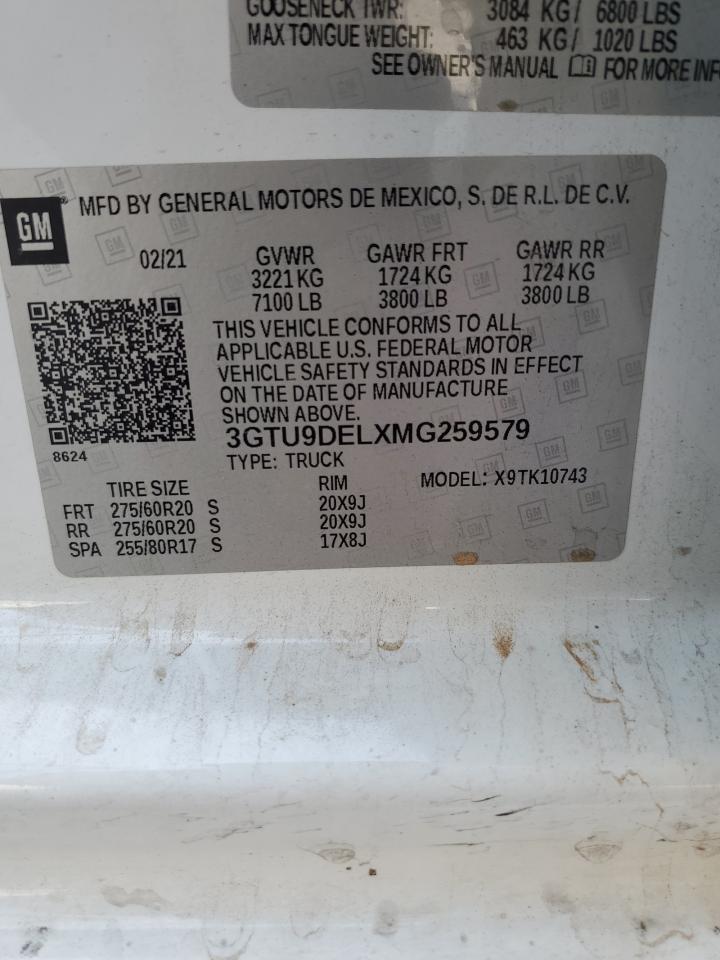 GOOSENECK TWR: 3084 KG/ 6800 LBS
MAX TONGUE WEIGHT: 463 KG/ 1020 LBS
SEE OWNER'S MANUAL FOR MORE INF
GM ® MFD BY GENERAL MOTORS DE MEXICO, S. DE R.L. DE C.V.
02/21 GVWR GAWR FRT GAWR RR
3221 KG 1724 KG 1724 KG
7100 LB 3800 LB 3800 LB
THIS VEHICLE CONFORMS TO ALL
APPLICABLE U.S. FEDERAL MOTOR
VEHICLE SAFETY STANDARDS IN EFFECT
ON THE DATE OF MANUFACTURE
SHOWN ABOVE.
8624
3GTU9DELXMG259579
TYPE: TRUCK
MODEL: X9TK10743
TIRE SIZE RIM
FRT 275/60R20 S 20X9J
RR 275/60R20 S 20X9J
SPA 255/80R17 S 17X8J